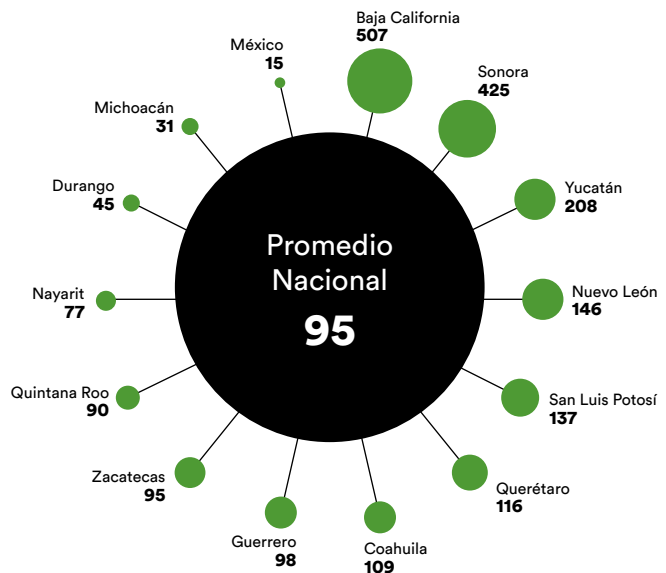 Baja California
507
Sonora
425
Yucatán
208
Nuevo León
146
San Luis Potosí
137
Querétaro
116
Coahuila
109
Guerrero
98
Zacatecas
95
Quintana Roo
90
Nayarit
77
Durango
45
Michoacán
31
México
15
Promedio
Nacional
95